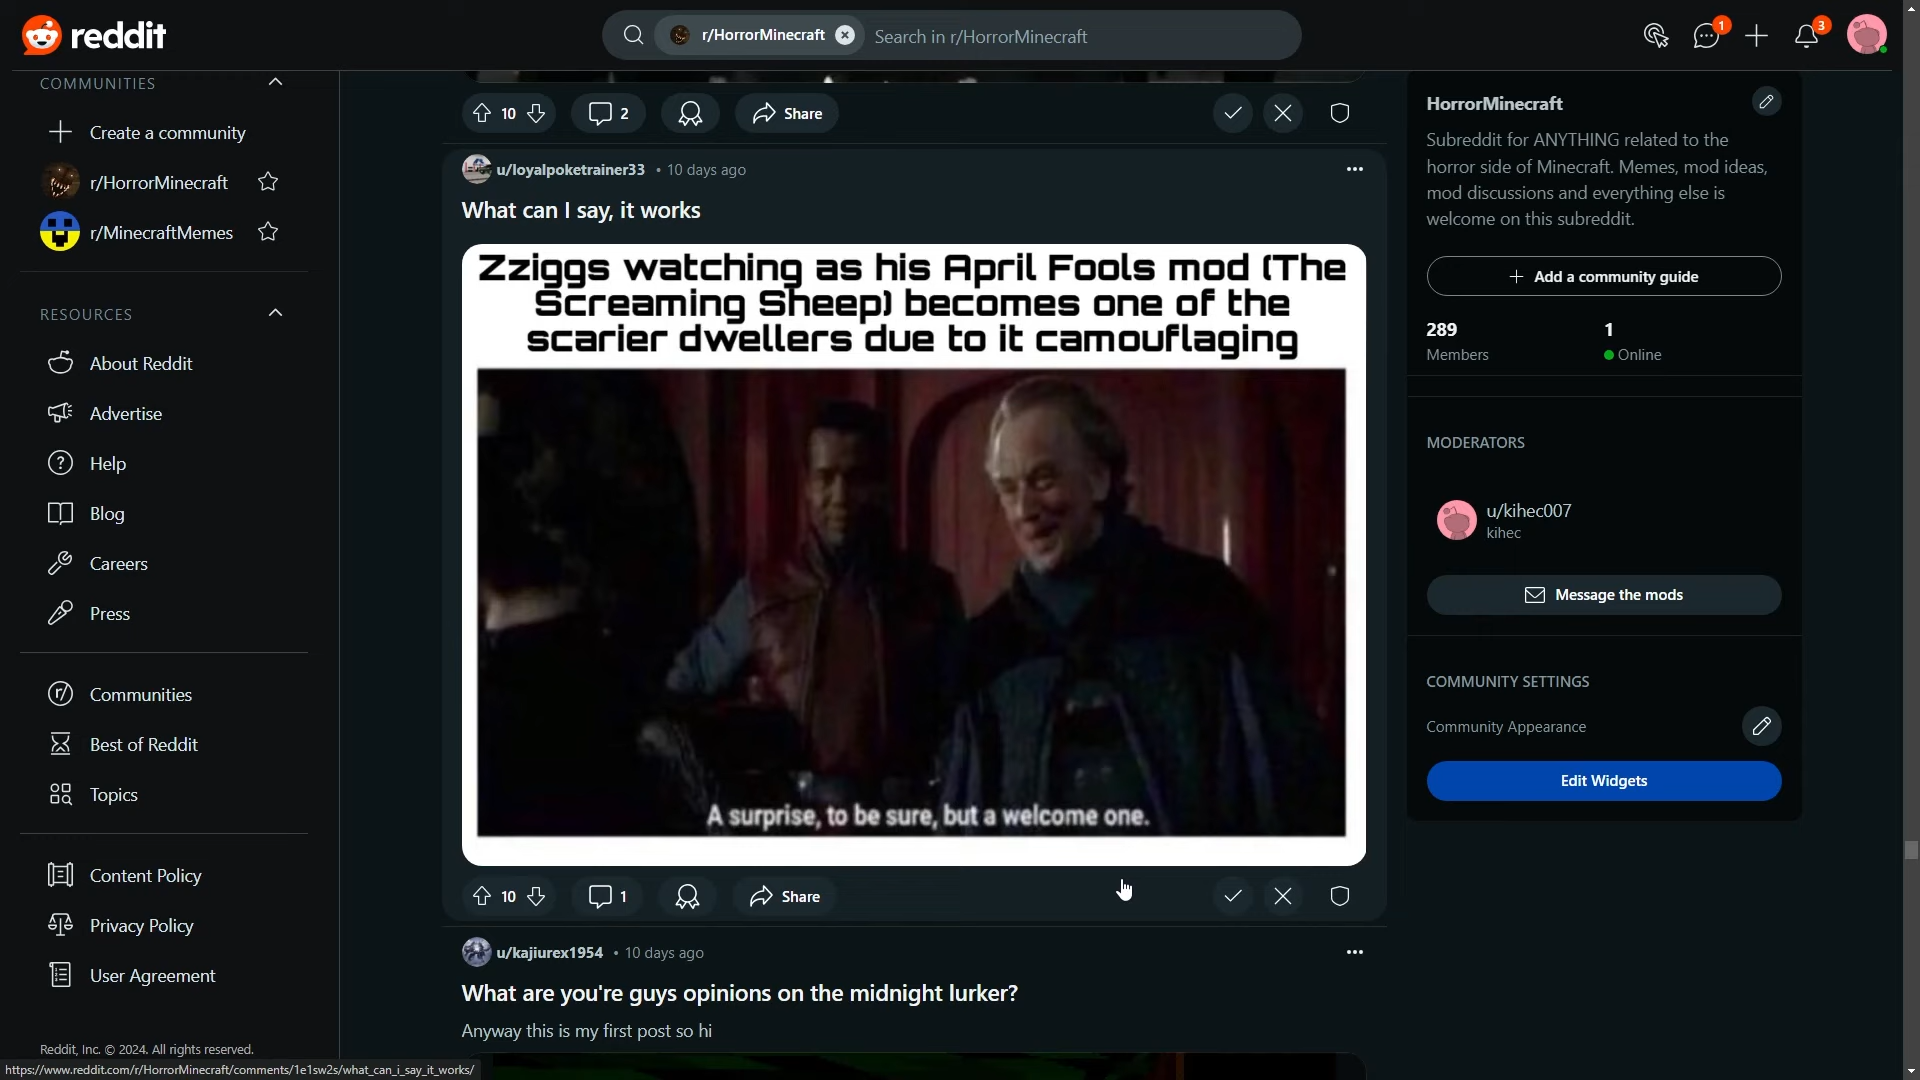 reddit
r/HorrorMinecraft
Search in r/HorrorMinecraft
1
3
COMMUNITIES
Create a community
r/HorrorMinecraft
r/MinecraftMemes
RESOURCES
About Reddit
Advertise
Help
Blog
Careers
Press
Communities
Best of Reddit
Topics
Content Policy
Privacy Policy
User Agreement
Reddit, Inc. © 2024. All rights reserved.
https://www.reddit.com/r/HorrorMinecraft/comments/1e1sw2s/what_can_i_say_it_works/
10
2
Share
u/loyalpoketrainer33 • 10 days ago
What can I say, it works
Zziggs watching as his April Fools mod (The
Screaming Sheep) becomes one of the
scarier dwellers due to it camouflaging
A surprise, to be sure, but a welcome one.
10
1
Share
u/kajiurex1954 • 10 days ago
What are you're guys opinions on the midnight lurker?
Anyway this is my first post so hi
HorrorMinecraft
Subreddit for ANYTHING related to the
horror side of Minecraft. Memes, mod ideas,
mod discussions and everything else is
welcome on this subreddit.
Add a community guide
289
Members
1
Online
MODERATORS
u/kihec007
kihec
Message the mods
COMMUNITY SETTINGS
Community Appearance
Edit Widgets